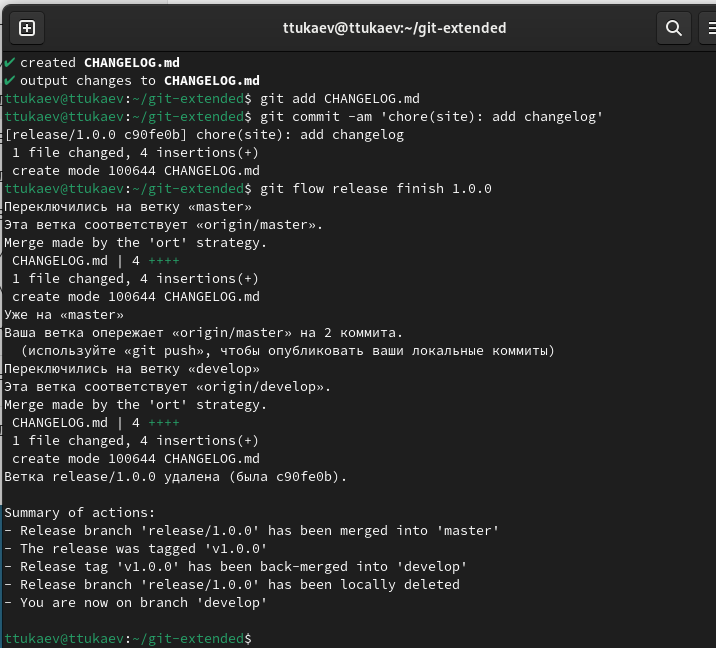 ttukaev@ttukaev:~/git-extended
✔ created CHANGELOG.md
✔ output changes to CHANGELOG.md
ttukaev@ttukaev:~/git-extended$ git add CHANGELOG.md
ttukaev@ttukaev:~/git-extended$ git commit -am 'chore(site): add changelog'
[release/1.0.0 c90fe0b] chore(site): add changelog
 1 file changed, 4 insertions(+)
 create mode 100644 CHANGELOG.md
ttukaev@ttukaev:~/git-extended$ git flow release finish 1.0.0
Переключились на ветку «master»
Эта ветка соответствует «origin/master».
Merge made by the 'ort' strategy.
 CHANGELOG.md | 4 ++++
 1 file changed, 4 insertions(+)
 create mode 100644 CHANGELOG.md
Уже на «master»
Ваша ветка опережает «origin/master» на 2 коммита.
  (используйте «git push», чтобы опубликовать ваши локальные коммиты)
Переключились на ветку «develop»
Эта ветка соответствует «origin/develop».
Merge made by the 'ort' strategy.
 CHANGELOG.md | 4 ++++
 1 file changed, 4 insertions(+)
 create mode 100644 CHANGELOG.md
Ветка release/1.0.0 удалена (была c90fe0b).

Summary of actions:
- Release branch 'release/1.0.0' has been merged into 'master'
- The release was tagged 'v1.0.0'
- Release tag 'v1.0.0' has been back-merged into 'develop'
- Release branch 'release/1.0.0' has been locally deleted
- You are now on branch 'develop'

ttukaev@ttukaev:~/git-extended$